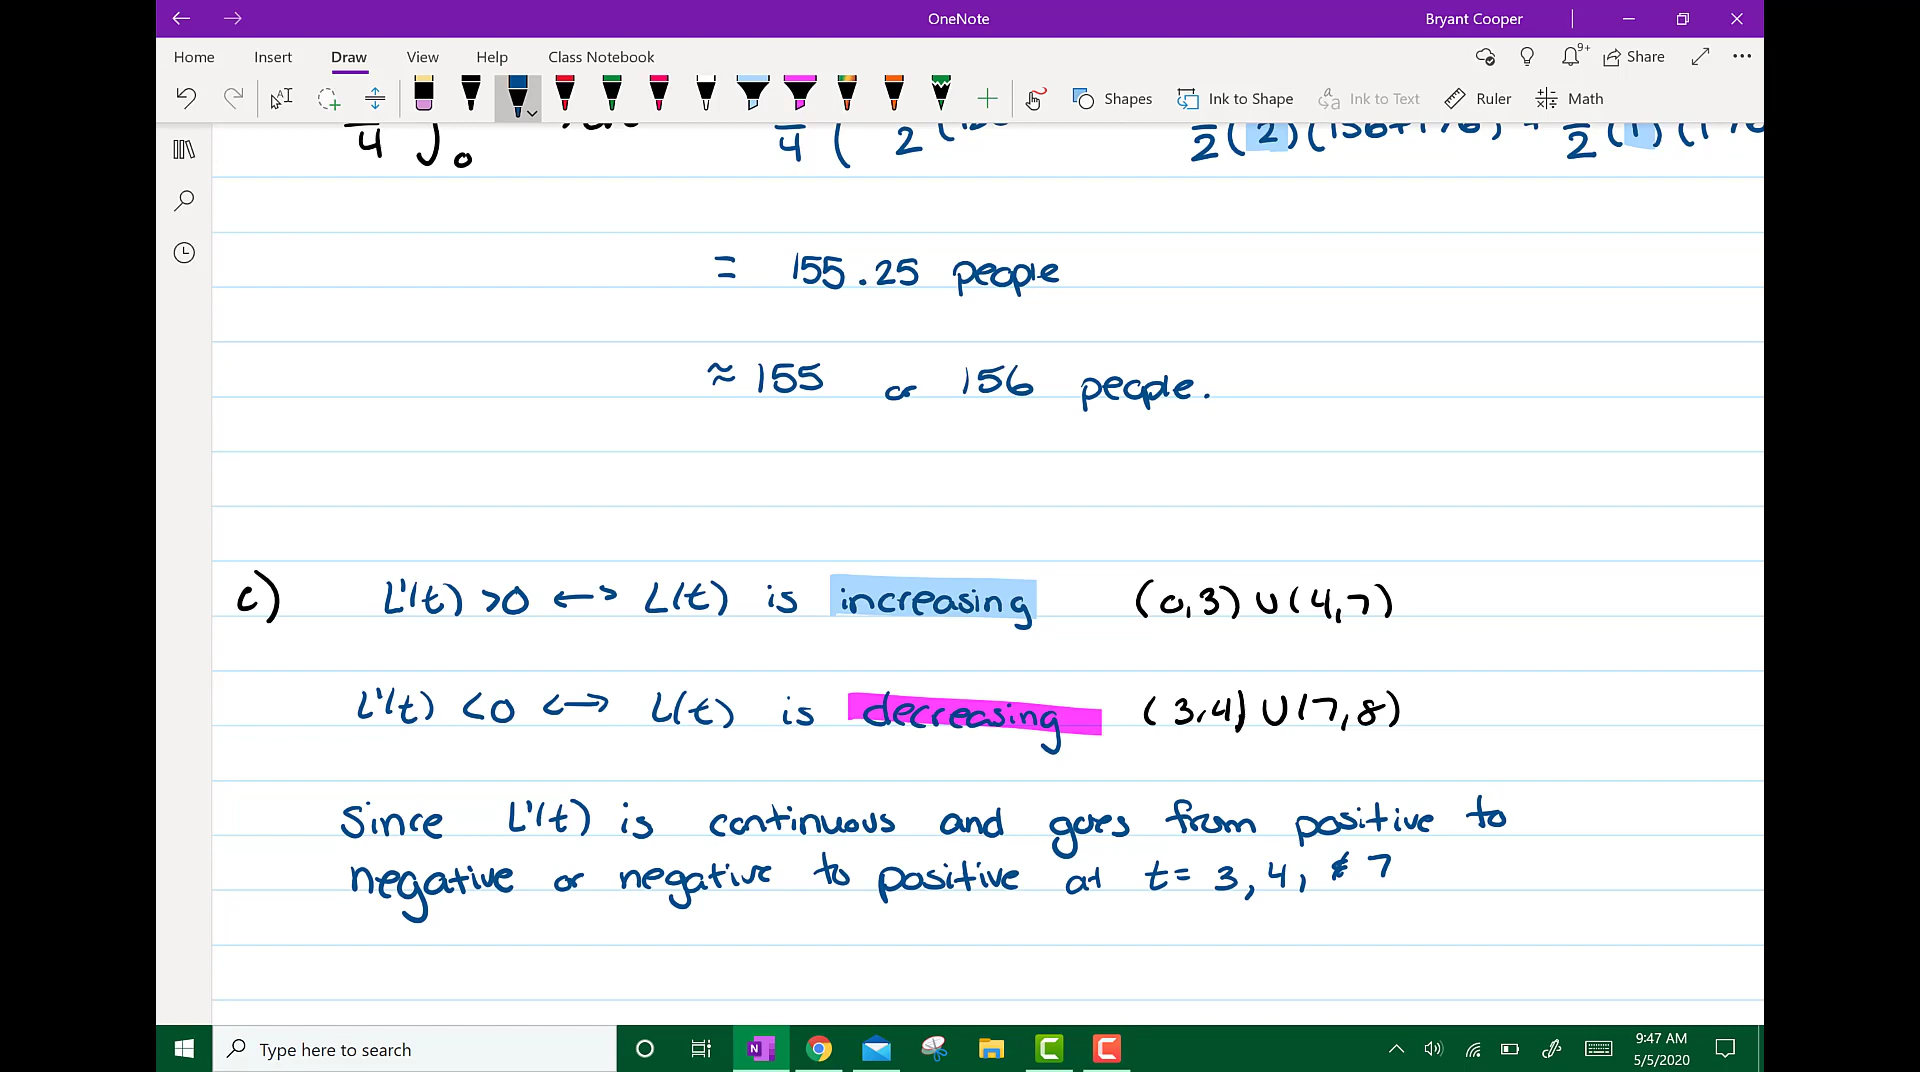 OneNote
Bryant Cooper
Home Insert Draw View Help Class Notebook
9+ Share
Shapes Ink to Shape Ink to Text Ruler Math
= 155.25 people
≈ 155 or 156 people.
c) L'(t) >0 ↔ L(t) is increasing (0,3) ∪ (4,7)
L'(t) <0 ↔ L(t) is decreasing (3,4) ∪ (7,8)
Since L'(t) is continuous and goes from positive to
negative or negative to positive at t= 3, 4, & 7
Type here to search
9:47 AM
5/5/2020